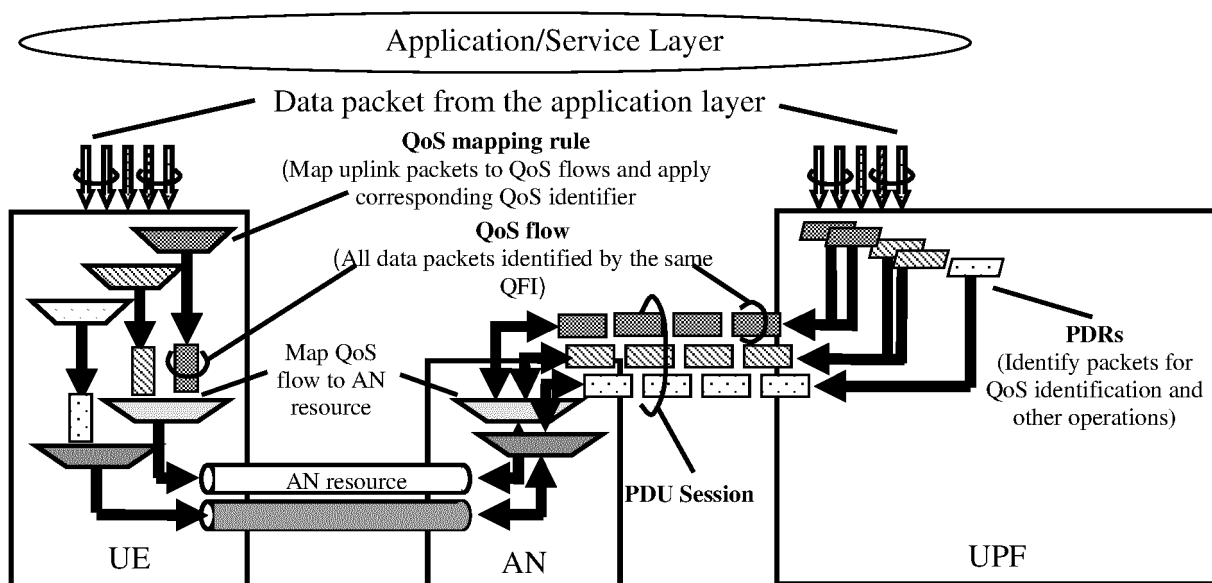 Application/Service Layer
Data packet from the application layer
QoS mapping rule
(Map uplink packets to QoS flows and apply
corresponding QoS identifier
QoS flow
(All data packets identified by the same
QFI)
Map QoS
flow to AN
resource
PDRs
(Identify packets for
QoS identification and
other operations)
AN resource
PDU Session
UE
AN
UPF